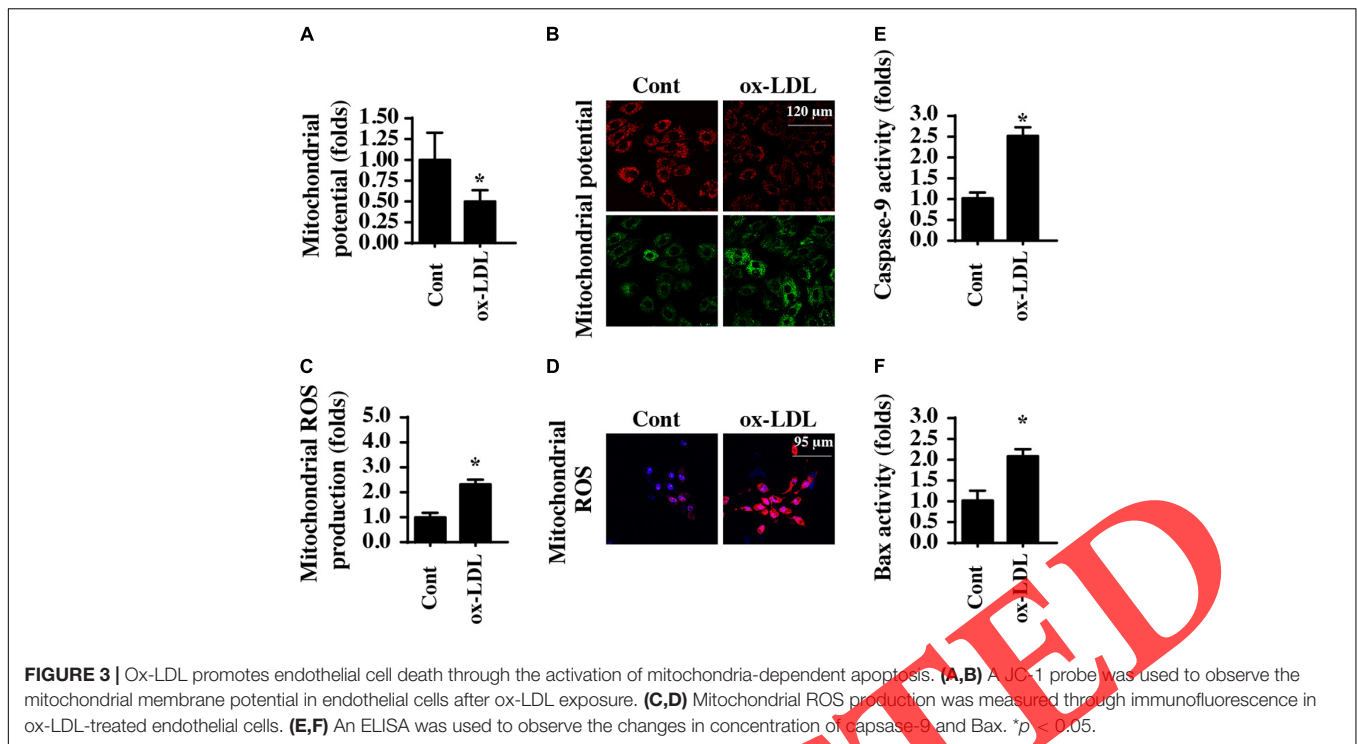 A
Mitochondrial
potential (folds)
1.50
1.25
1.00
0.75
0.50
0.25
0.00
*
Cont
ox-LDL
B
Cont
ox-LDL
120 µm
Mitochondrial potential
E
Caspase-9 activity (folds)
3.0
2.5
2.0
1.5
1.0
0.5
0.0
*
Cont
ox-LDL
C
Mitochondrial ROS
production (folds)
5.0
4.0
3.0
2.0
1.0
0.0
*
Cont
ox-LDL
D
Cont
ox-LDL
95 µm
Mitochondrial
ROS
F
Bax activity (folds)
3.0
2.5
2.0
1.5
1.0
0.5
0.0
*
Cont
ox-LDL
FIGURE 3 | Ox-LDL promotes endothelial cell death through the activation of mitochondria-dependent apoptosis. (A,B) A JC-1 probe was used to observe the
mitochondrial membrane potential in endothelial cells after ox-LDL exposure. (C,D) Mitochondrial ROS production was measured through immunofluorescence in
ox-LDL-treated endothelial cells. (E,F) An ELISA was used to observe the changes in concentration of capsase-9 and Bax. *p < 0.05.
TED